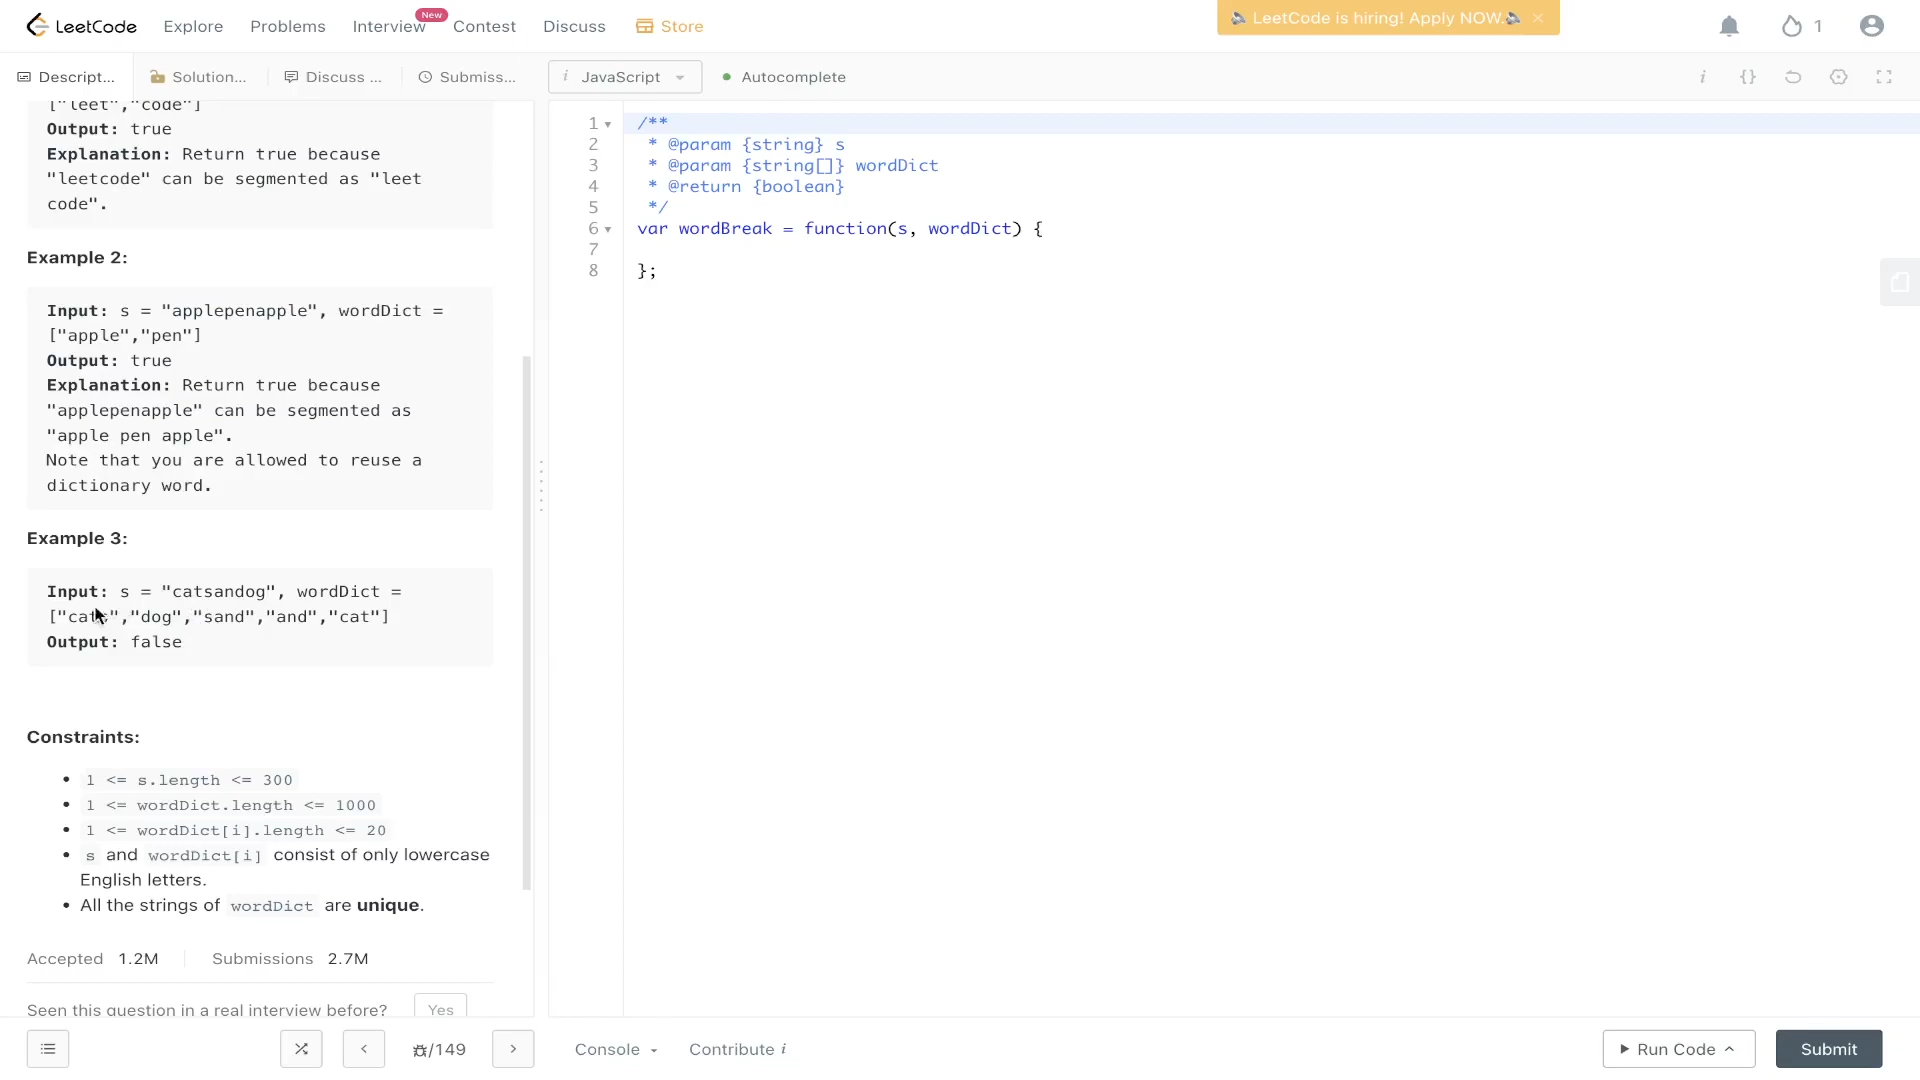 LeetCode
Explore
Problems
Interview
New
Contest
Discuss
Store
LeetCode is hiring! Apply NOW.
1
Descript...
Solution...
Discuss ...
Submiss...
i JavaScript
Autocomplete
i {}
["leet","code"]
Output: true
Explanation: Return true because
"leetcode" can be segmented as "leet
code".
Example 2:
Input: s = "applepenapple", wordDict =
["apple","pen"]
Output: true
Explanation: Return true because
"applepenapple" can be segmented as
"apple pen apple".
Note that you are allowed to reuse a
dictionary word.
Example 3:
Input: s = "catsandog", wordDict =
["cats","dog","sand","and","cat"]
Output: false
Constraints:
1 <= s.length <= 300
1 <= wordDict.length <= 1000
1 <= wordDict[i].length <= 20
s and wordDict[i] consist of only lowercase
English letters.
All the strings of wordDict are unique.
Accepted 1.2M
Submissions 2.7M
Seen this question in a real interview before?
Yes
1 /**
2 * @param {string} s
3 * @param {string[]} wordDict
4 * @return {boolean}
5 */
6 var wordBreak = function(s, wordDict) {
7
8 };
/149
Console
Contribute i
Run Code
Submit